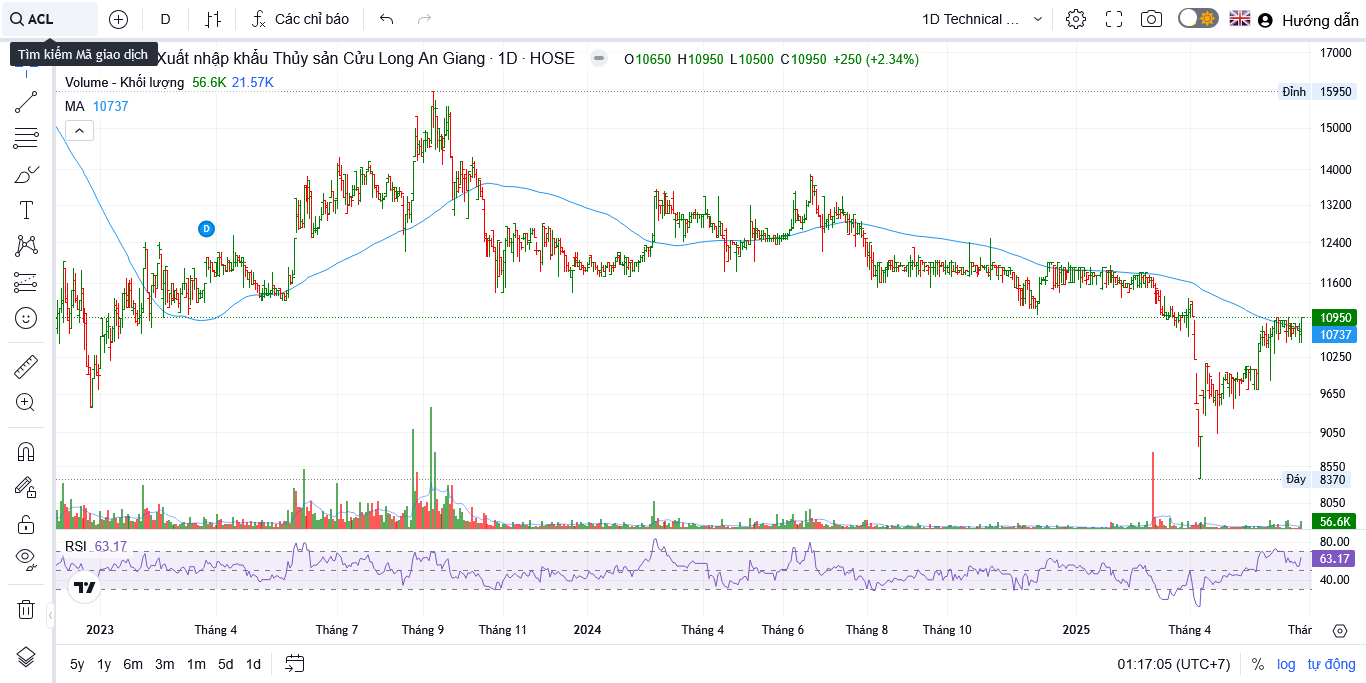 ACL D Các chỉ báo 1D Technical ... Hướng dẫn
Tìm kiếm Mã giao dịch
Xuất nhập khẩu Thủy sản Cửu Long An Giang · 1D · HOSE O10650 H10950 L10500 C10950 +250 (+2.34%)
Volume - Khối lượng 56.6K 21.57K
MA 10737
17000
Đỉnh 15950
15000
14000
13200
D
12400
11600
10950
10737
10250
9650
9050
8550
Đáy 8370
8050
56.6K
RSI 63.17
80.00
63.17
40.00
2023 Tháng 4 Tháng 7 Tháng 9 Tháng 11 2024 Tháng 4 Tháng 6 Tháng 8 Tháng 10 2025 Tháng 4 Thár
5y 1y 6m 3m 1m 5d 1d 01:17:05 (UTC+7) % log tự động